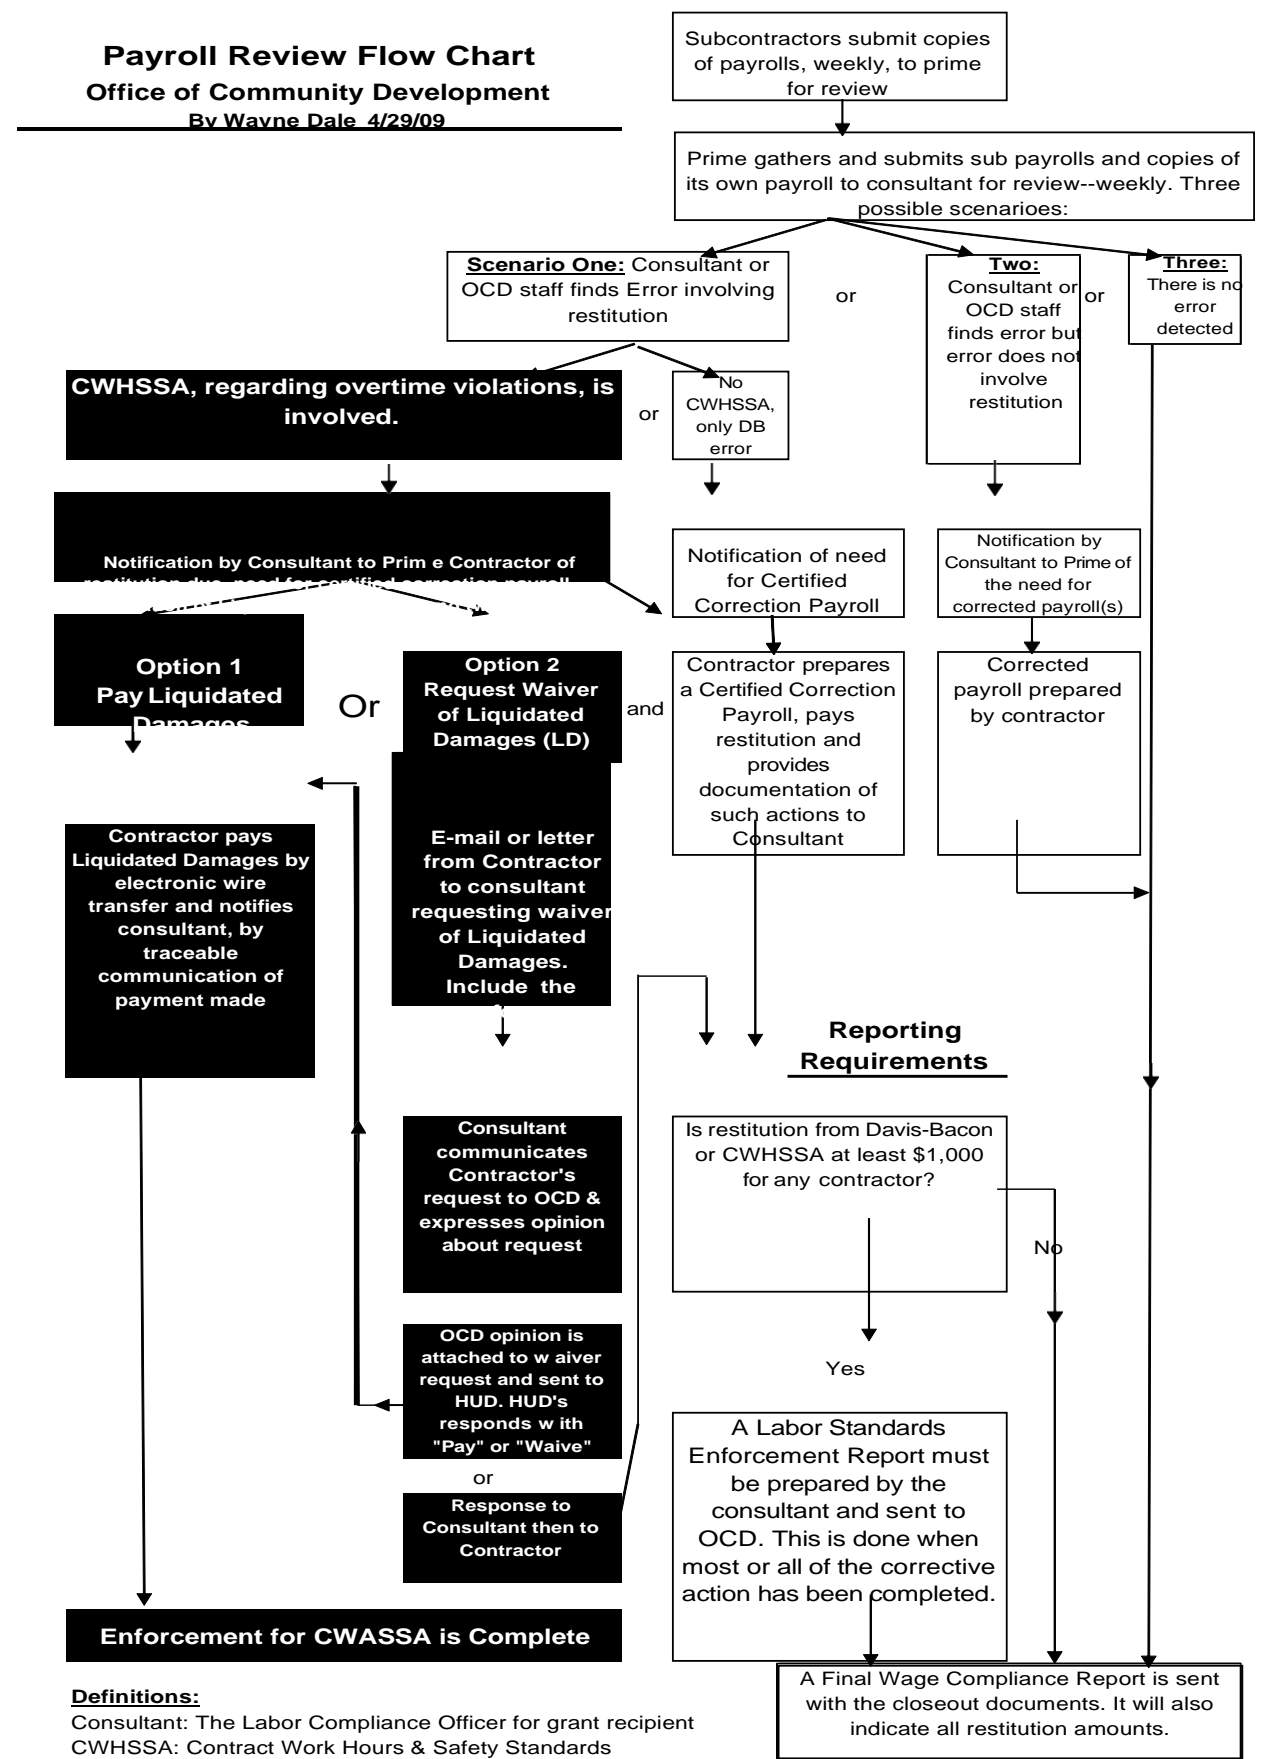 Payroll Review Flow Chart
Office of Community Development
By Wayne Dale 4/29/09
Subcontractors submit copies
of payrolls, weekly, to prime
for review
Prime gathers and submits sub payrolls and copies of
its own payroll to consultant for review--weekly. Three
possible scenarioes:
Scenario One: Consultant or
OCD staff finds Error involving
restitution
or
Two:
Consultant or
OCD staff
finds error but
error does not
involve
restitution
or
Three:
There is no
error
detected
CWHSSA, regarding overtime violations, is
involved.
or
No
CWHSSA,
only DB
error
Notification by Consultant to Prim e Contractor of
restitution due, need for certified correction payroll
Notification of need
for Certified
Correction Payroll
Notification by
Consultant to Prime of
the need for
corrected payroll(s)
Option 1
Pay Liquidated
Damages
Or
Option 2
Request Waiver
of Liquidated
Damages (LD)
and
Contractor prepares
a Certified Correction
Payroll, pays
restitution and
provides
documentation of
such actions to
Consultant
Corrected
payroll prepared
by contractor
Contractor pays
Liquidated Damages by
electronic wire
transfer and notifies
consultant, by
traceable
communication of
payment made
E-mail or letter
from Contractor
to consultant
requesting waiver
of Liquidated
Damages.
Include the
Reporting
Requirements
Consultant
communicates
Contractor's
request to OCD &
expresses opinion
about request
Is restitution from Davis-Bacon
or CWHSSA at least $1,000
for any contractor?
No
Yes
OCD opinion is
attached to w aiver
request and sent to
HUD. HUD's
responds w ith
"Pay" or "Waive"
or
Response to
Consultant then to
Contractor
A Labor Standards
Enforcement Report must
be prepared by the
consultant and sent to
OCD. This is done when
most or all of the corrective
action has been completed.
Enforcement for CWASSA is Complete
A Final Wage Compliance Report is sent
with the closeout documents. It will also
indicate all restitution amounts.
Definitions:
Consultant: The Labor Compliance Officer for grant recipient
CWHSSA: Contract Work Hours & Safety Standards